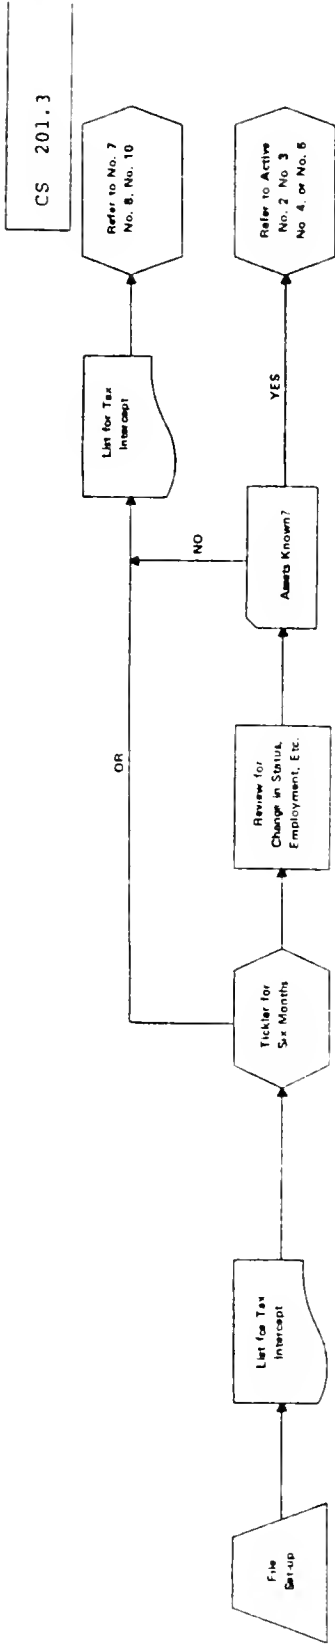 CS 201.3
File
Set-up
List for Tax
Intercept
Tickler for
Six Months
OR
Review for
Change in Status,
Employment, Etc.
Assets Known?
NO
YES
List for Tax
Intercept
Refer to No. 7
No. 8, No. 10
Refer to Active
No. 2 No 3
No 4, or No. 5